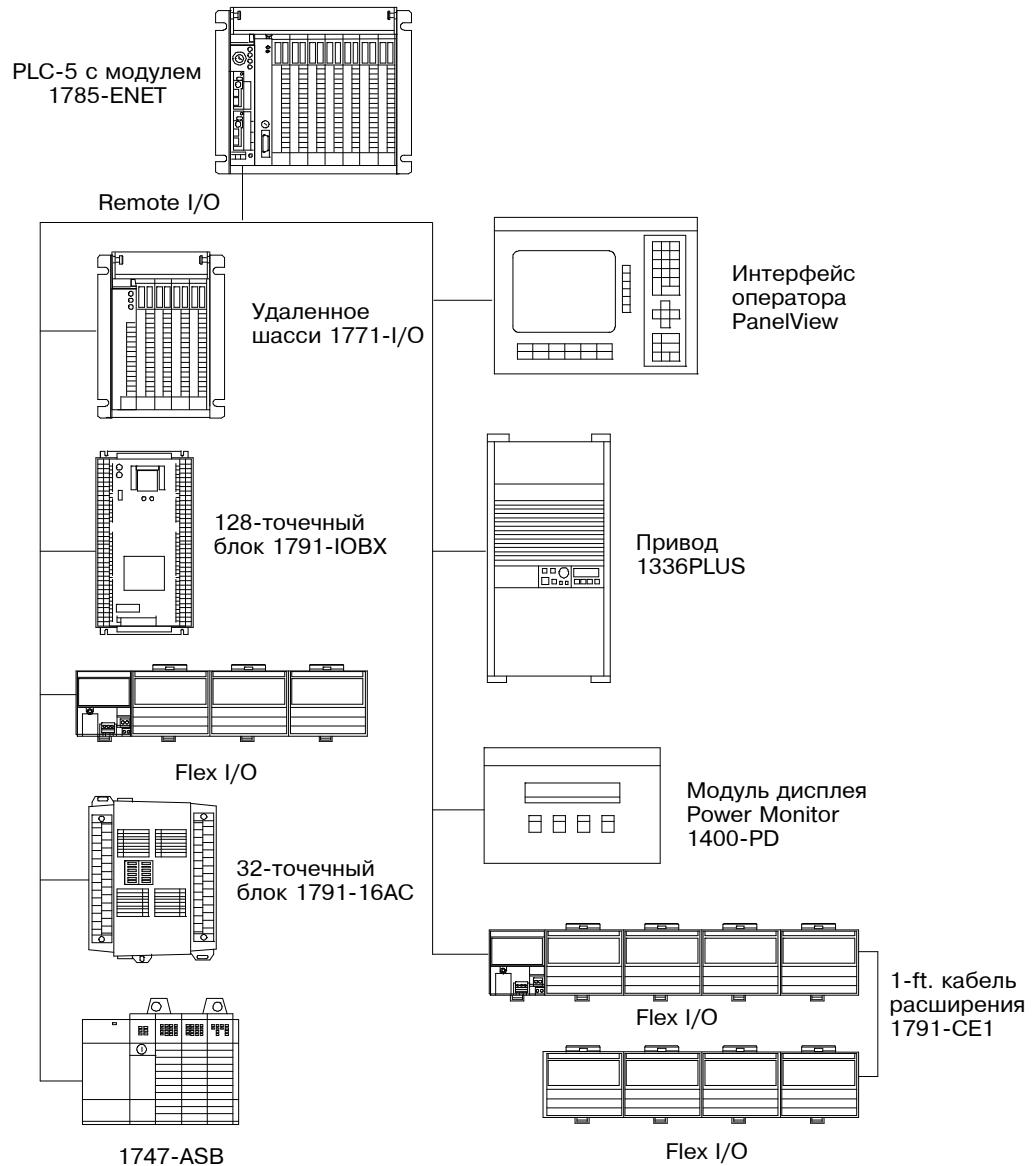 PLC-5 с модулем
1785-ENET
Remote I/O
Удаленное
шасси 1771-I/O
Интерфейс
оператора
PanelView
128-точечный
блок 1791-IOBX
Привод
1336PLUS
Flex I/O
Модуль дисплея
Power Monitor
1400-PD
32-точечный
блок 1791-16AC
1-ft. кабель
расширения
1791-CE1
Flex I/O
1747-ASB
Flex I/O